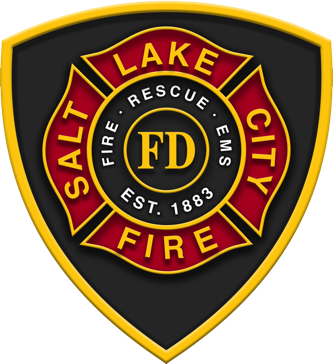 SALT
LAKE
CITY
FIRE
FIRE · RESCUE · EMS
EST. 1883
FD